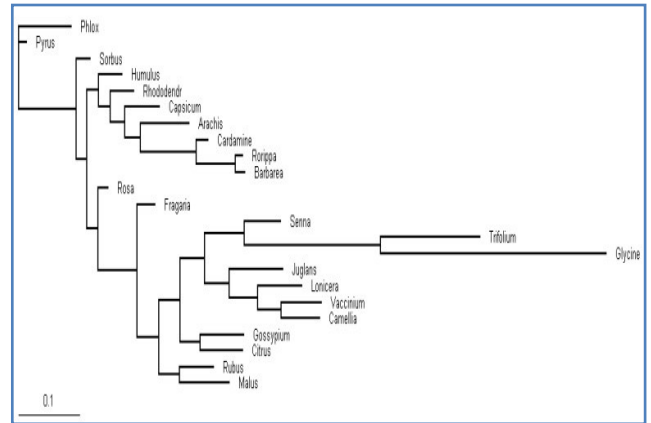 Phlox
Pyrus
Sorbus
Humulus
Rhododendr
Capsicum
Arachis
Cardamine
Rorippa
Barbarea
Rosa
Fragaria
Senna
Trifolium
Glycine
Juglans
Lonicera
Vaccinium
Camellia
Gossypium
Citrus
Rubus
Malus
0.1